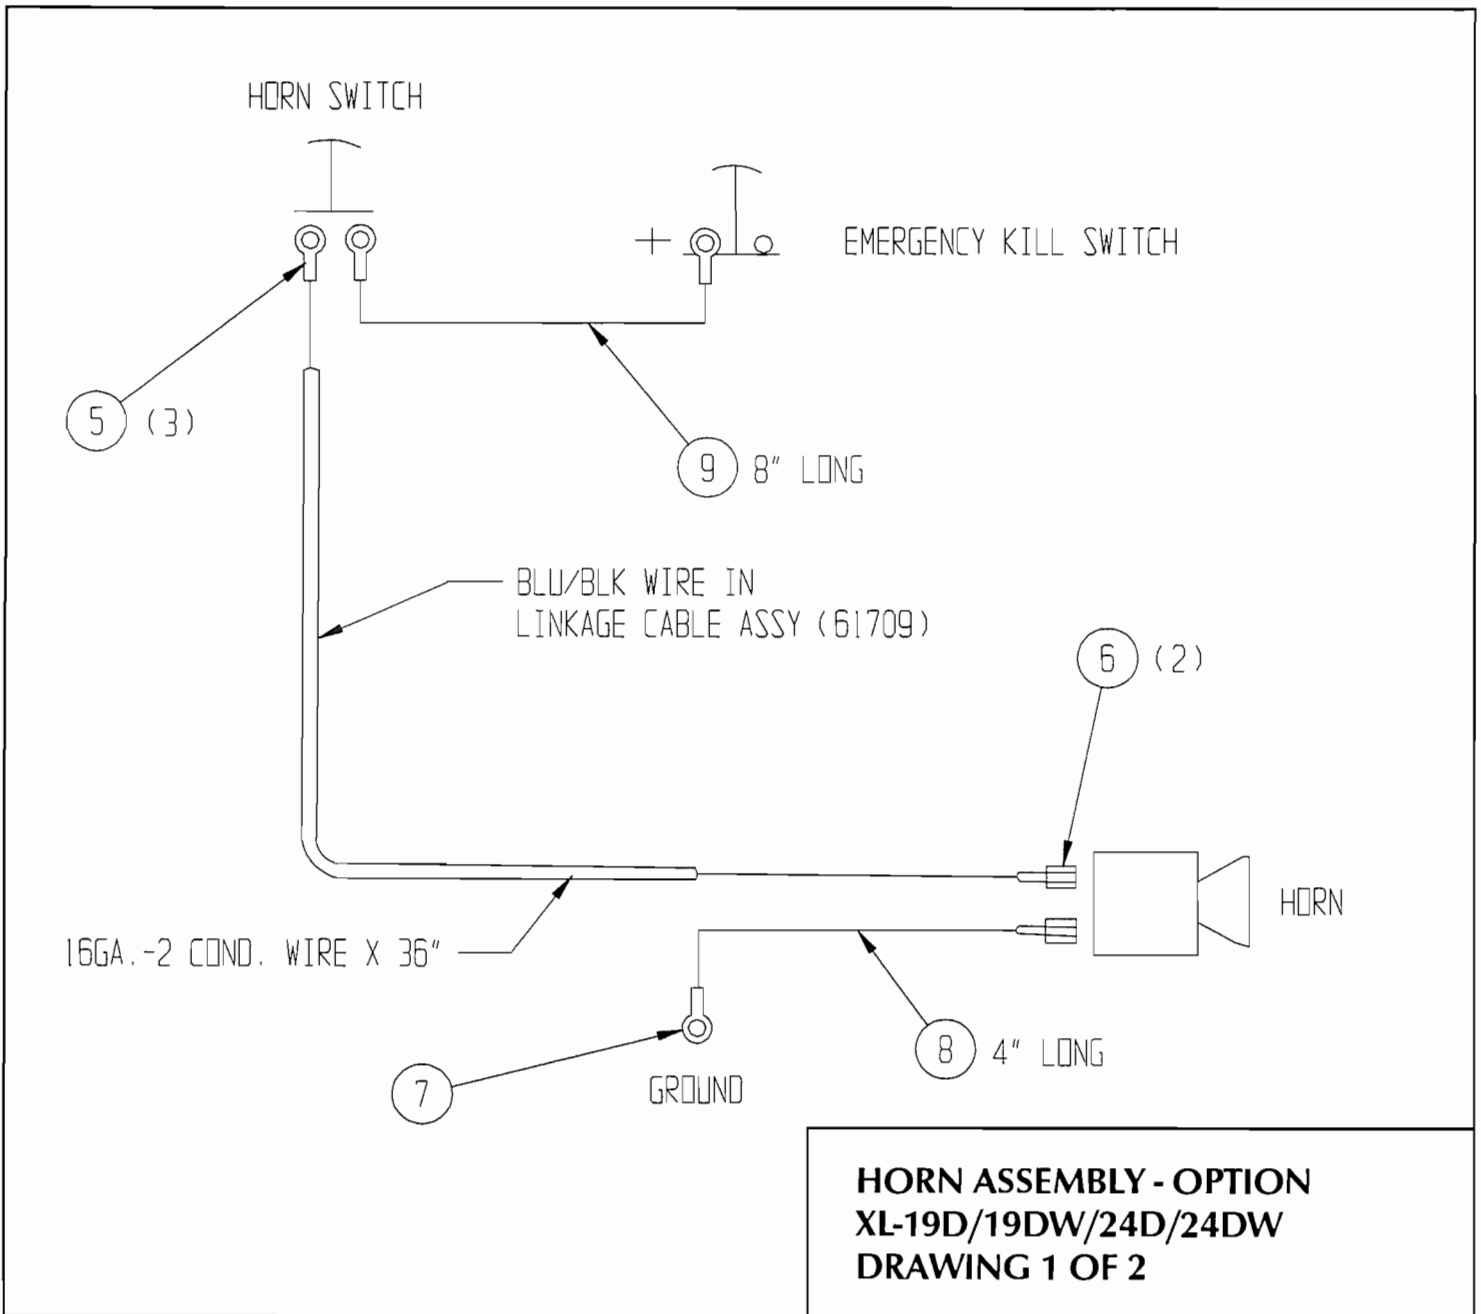 HORN SWITCH
+
EMERGENCY KILL SWITCH
5 (3)
9 8" LONG
BLU/BLK WIRE IN
LINKAGE CABLE ASSY (61709)
6 (2)
HORN
16GA.-2 COND. WIRE X 36"
8 4" LONG
7
GROUND
HORN ASSEMBLY - OPTION
XL-19D/19DW/24D/24DW
DRAWING 1 OF 2